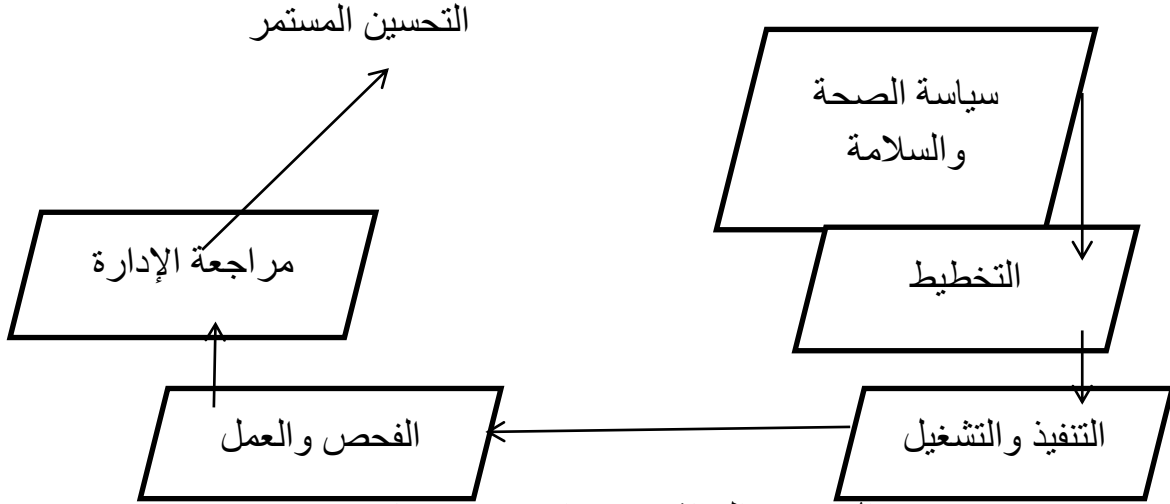 التحسين المستمر
سياسة الصحة
والسلامة
مراجعة الإدارة
التخطيط
التنفيذ والتشغيل
الفحص والعمل